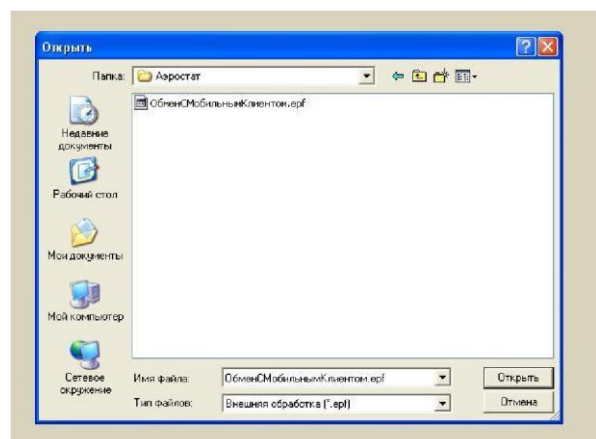 Открыть
Папка: Аэростат
ОбменСМобильнымКлиентом.epf
Недавние
документы
Рабочий стол
Мои документы
Мой компьютер
Сетевое
окружение
Имя файла: ОбменСМобильнымКлиентом.epf Открыть
Тип файлов: Внешняя обработка (*.epf) Отмена